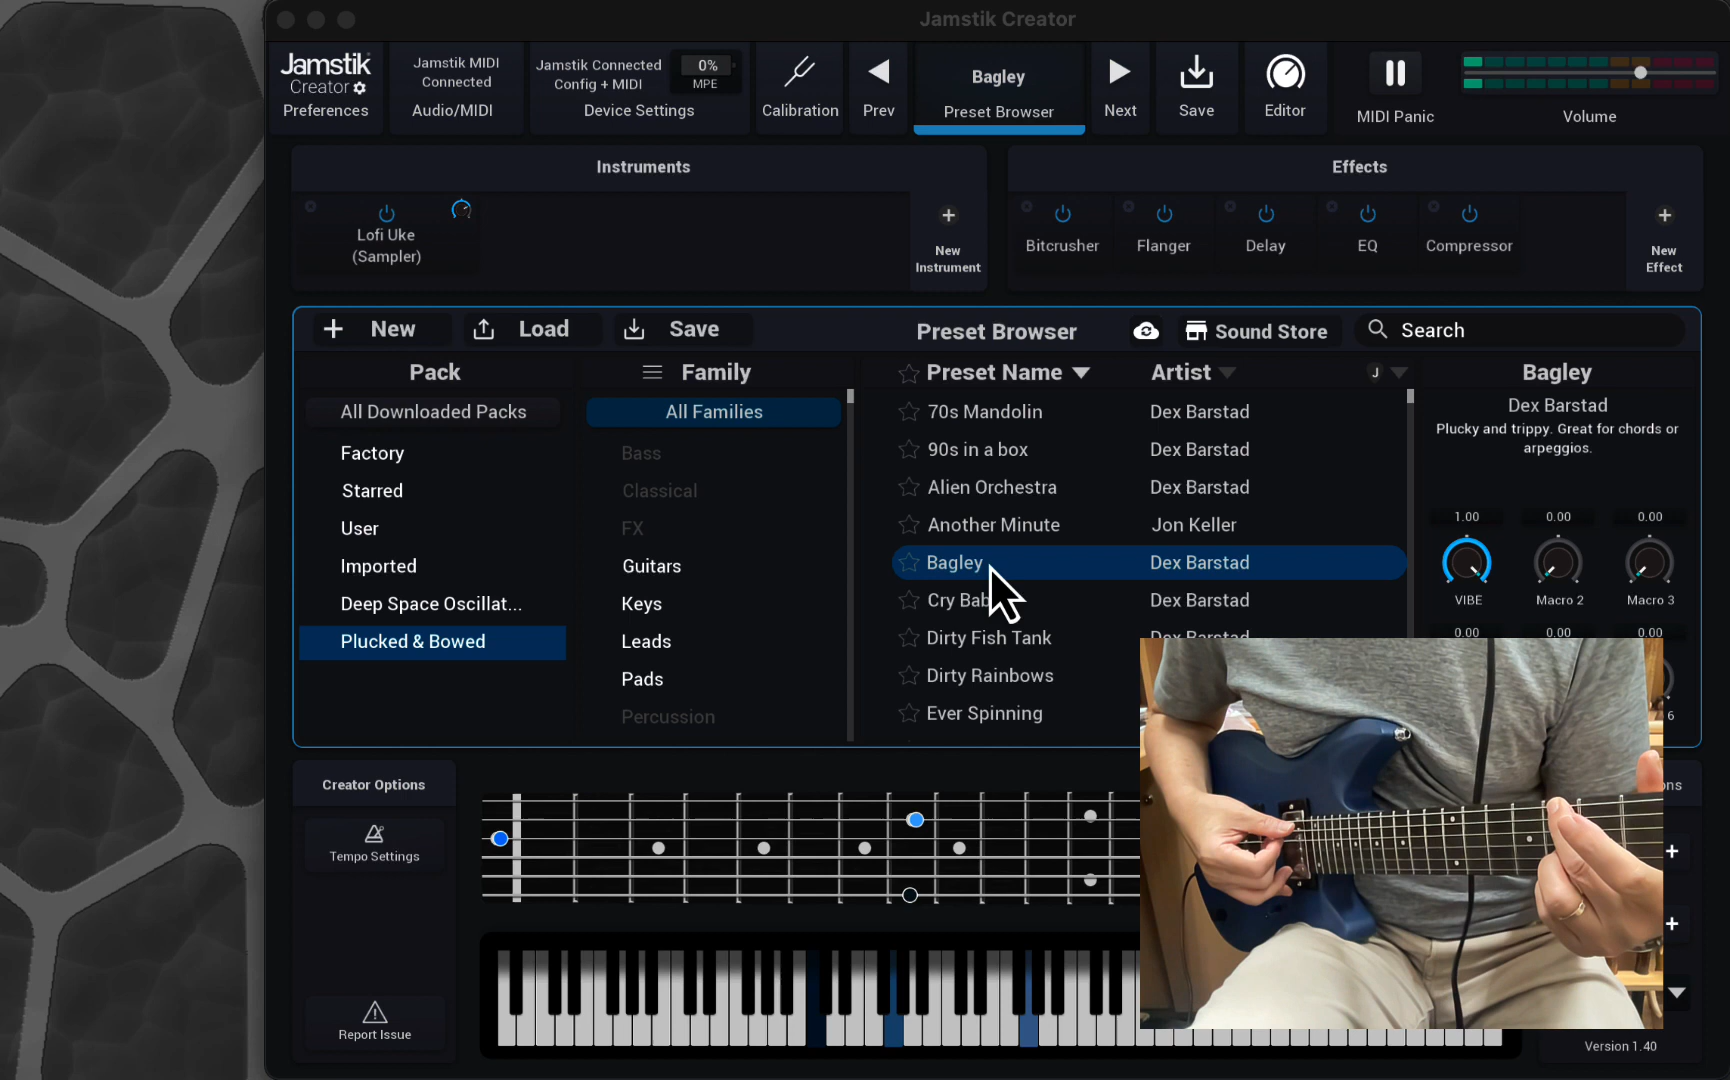 Jamstik Creator
Jamstik
Creator
Preferences
Jamstik MIDI
Connected
Audio/MIDI
Jamstik Connected
Config + MIDI
0%
MPE
Device Settings
Calibration
Prev
Bagley
Preset Browser
Next
Save
Editor
MIDI Panic
Volume
Instruments
Lofi Uke
(Sampler)
New
Instrument
Effects
Bitcrusher
Flanger
Delay
EQ
Compressor
New
Effect
New
Load
Save
Preset Browser
Sound Store
Search
Pack
All Downloaded Packs
Factory
Starred
User
Imported
Deep Space Oscillat...
Plucked & Bowed
Family
All Families
Bass
Classical
FX
Guitars
Keys
Leads
Pads
Percussion
Preset Name Artist J
70s Mandolin Dex Barstad
90s in a box Dex Barstad
Alien Orchestra Dex Barstad
Another Minute Jon Keller
Bagley Dex Barstad
Cry Bab Dex Barstad
Dirty Fish Tank Dex Barstad
Dirty Rainbows
Ever Spinning
Bagley
Dex Barstad
Plucky and trippy. Great for chords or
arpeggios.
1.00 0.00 0.00
VIBE Macro 2 Macro 3
0.00 0.00 0.00
6
Creator Options
Tempo Settings
Report Issue
ons
Version 1.40